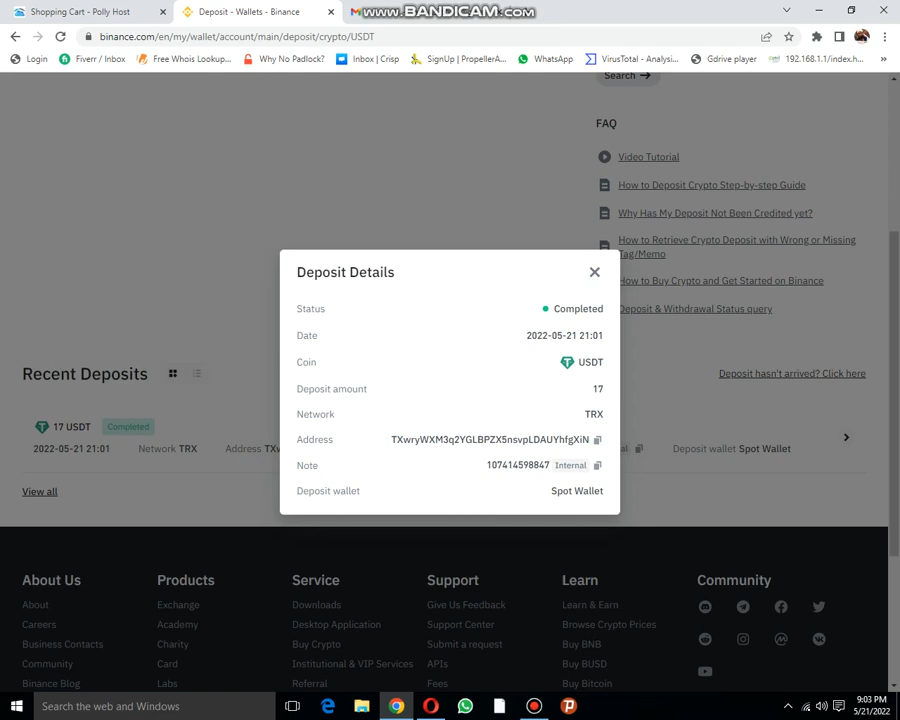 Shopping Cart - Polly Host
Deposit - Wallets - Binance
WWW.BANDICAM.COM
binance.com/en/my/wallet/account/main/deposit/crypto/USDT
Login
Fiverr / Inbox
Free Whois Lookup...
Why No Padlock?
Inbox | Crisp
SignUp | PropellerA...
WhatsApp
VirusTotal - Analysi...
Gdrive player
192.168.1.1/index.h...
»
Search →
FAQ
Video Tutorial
How to Deposit Crypto Step-by-step Guide
Why Has My Deposit Not Been Credited yet?
How to Retrieve Crypto Deposit with Wrong or Missing
Tag/Memo
How to Buy Crypto and Get Started on Binance
Deposit & Withdrawal Status query
Deposit Details
Status
Completed
Date
2022-05-21 21:01
Coin
USDT
Deposit amount
17
Network
TRX
Address
TXwryWXM3q2YGLBPZX5nsvpLDAUYhfgXiN
Note
107414598847 Internal
Deposit wallet
Spot Wallet
Recent Deposits
Deposit hasn't arrived? Click here
17 USDT
Completed
2022-05-21 21:01
Network TRX
Address TXw
al
Deposit wallet Spot Wallet
View all
About Us
Products
Service
Support
Learn
Community
About
Exchange
Downloads
Give Us Feedback
Learn & Earn
Careers
Academy
Desktop Application
Support Center
Browse Crypto Prices
Business Contacts
Charity
Buy Crypto
Submit a request
Buy BNB
Community
Card
Institutional & VIP Services
APIs
Buy BUSD
Binance Blog
Labs
Referral
Fees
Buy Bitcoin
Search the web and Windows
9:03 PM
5/21/2022